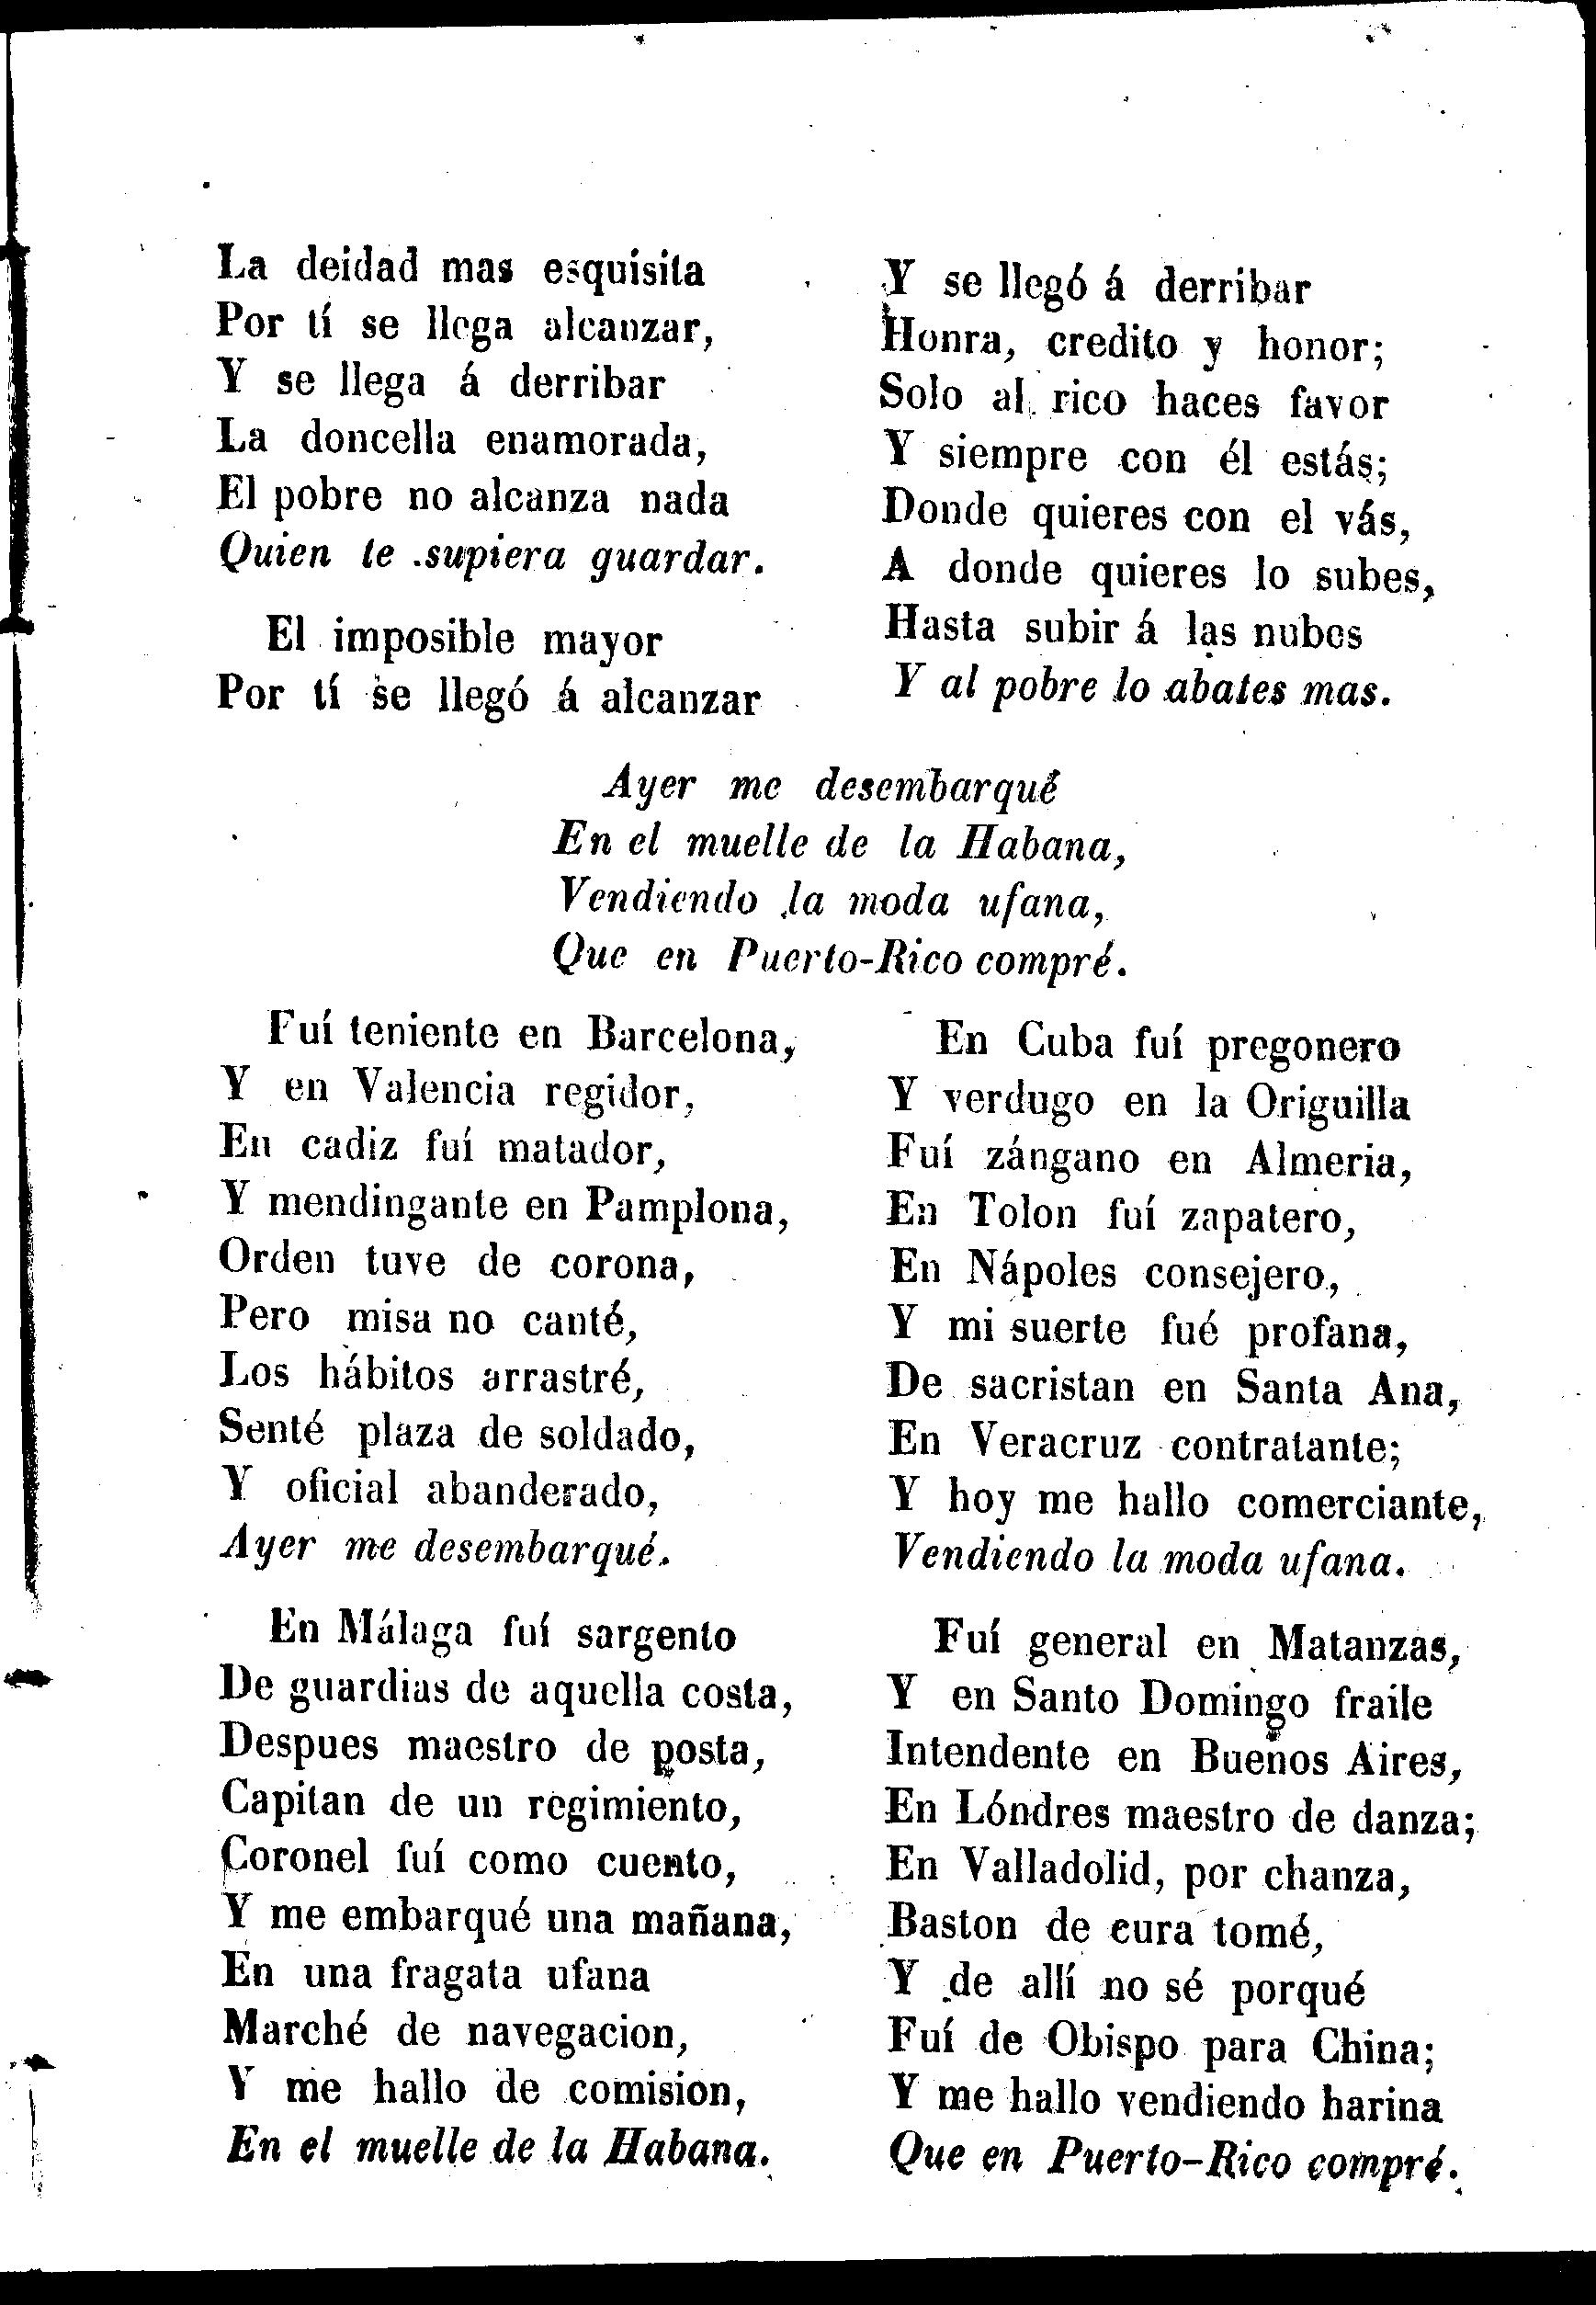 La deidad mas esquisita
Por tí se llega alcanzar,
Y se llega á derribar
La doncella enamorada,
El pobre no alcanza nada
Quien te supiera guardar.
El imposible mayor
Por tí se llegó á alcanzar
Y se llegó á derribar
Honra, credito y honor;
Solo al rico haces favor
Y siempre con él estás;
Donde quieres con el vás,
A donde quieres lo subes,
Hasta subir á las nubes
Y al pobre lo abates mas.
Ayer me desembarqué
En el muelle de la Habana,
Vendiendo la moda ufana,
Que en Puerto-Rico compré.
Fuí teniente en Barcelona,
Y en Valencia regidor,
En cadiz fuí matador,
Y mendingante en Pamplona,
Orden tuve de corona,
Pero misa no canté,
Los hábitos arrastré,
Senté plaza de soldado,
Y oficial abanderado,
Ayer me desembarqué.
En Málaga fuí sargento
De guardias de aquella costa,
Despues maestro de posta,
Capitan de un regimiento,
Coronel fuí como cuento,
Y me embarqué una mañana,
En una fragata ufana
Marché de navegacion,
Y me hallo de comision,
En el muelle de la Habana.
En Cuba fuí pregonero
Y verdugo en la Origuilla
Fuí zángano en Almeria,
En Tolon fuí zapatero,
En Nápoles consejero,
Y mi suerte fué profana,
De sacristan en Santa Ana,
En Veracruz contratante;
Y hoy me hallo comerciante,
Vendiendo la moda ufana.
Fuí general en Matanzas,
Y en Santo Domingo fraile
Intendente en Buenos Aires,
En Lóndres maestro de danza;
En Valladolid, por chanza,
Baston de cura tomé,
Y de allí no sé porqué
Fuí de Obispo para China;
Y me hallo vendiendo harina
Que en Puerto-Rico compré.